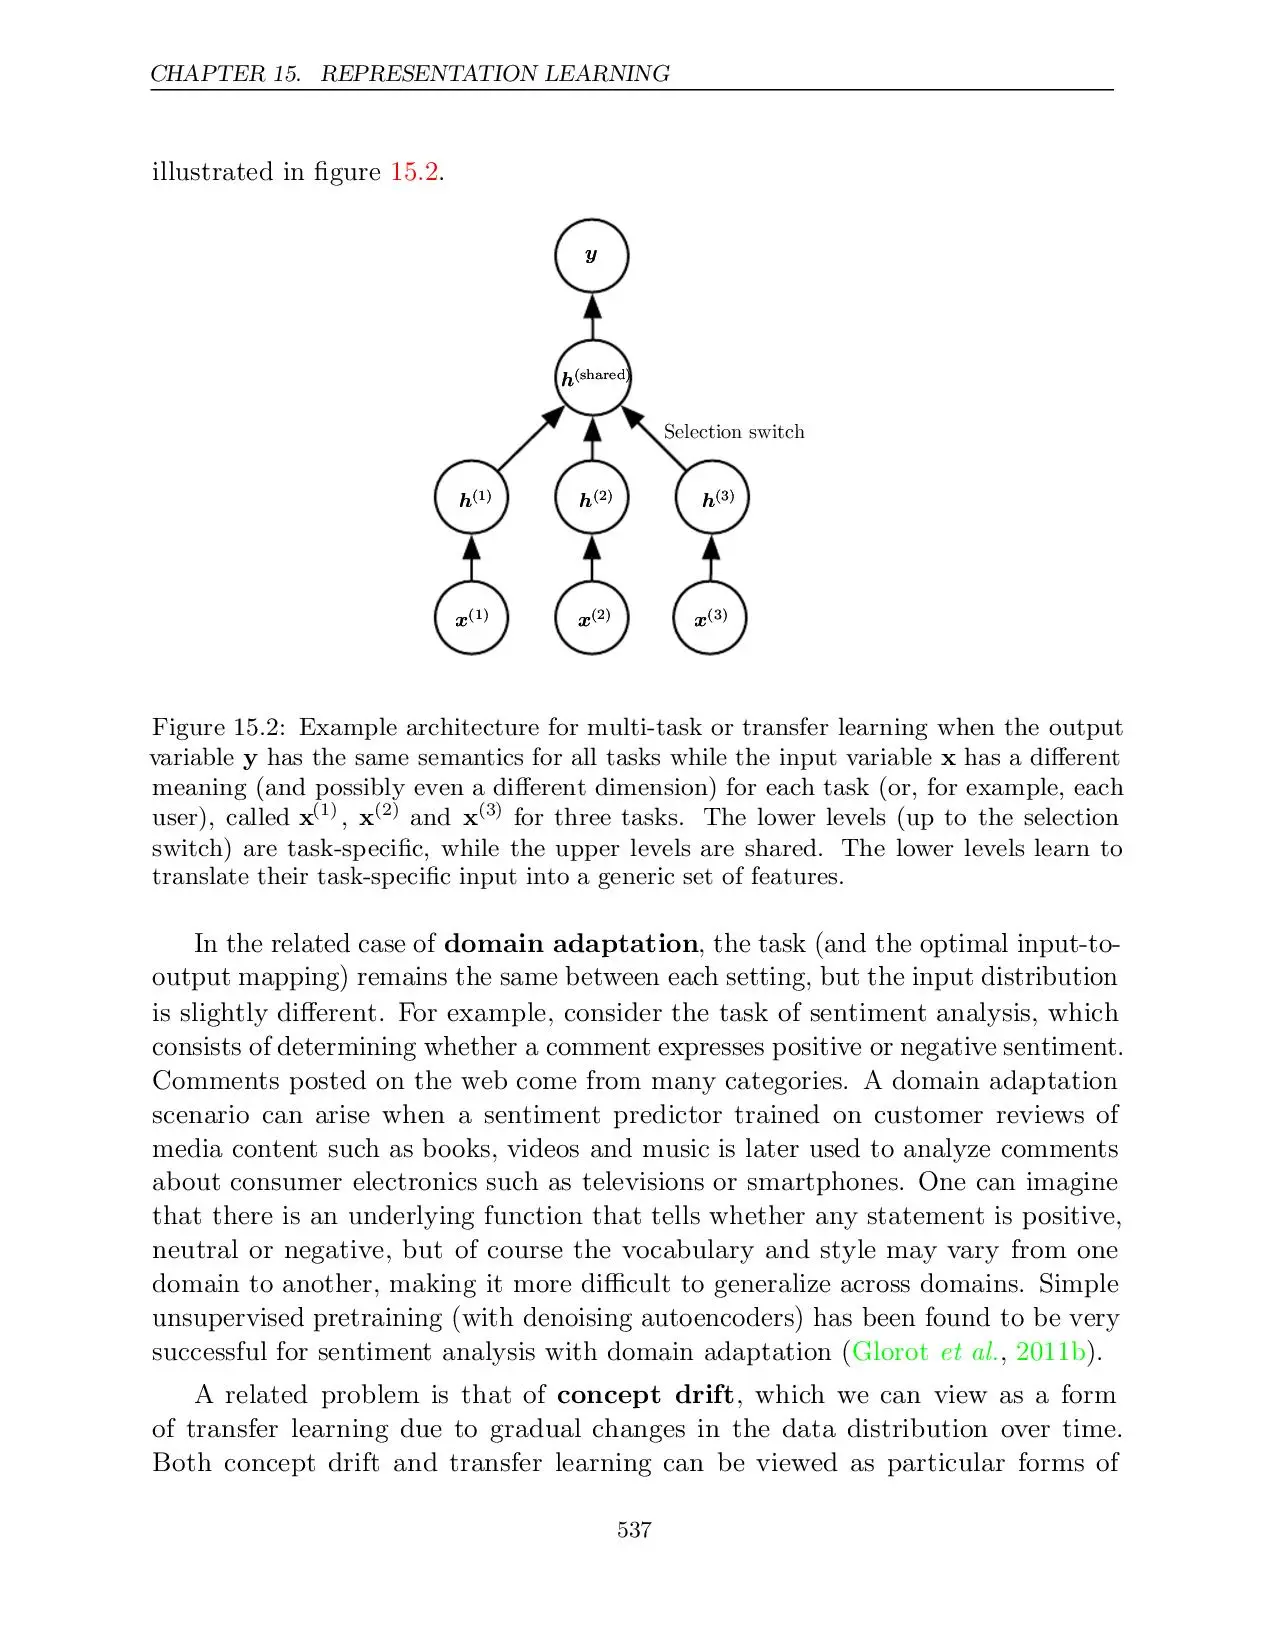 CHAPTER 15. REPRESENTATION LEARNING
illustrated in figure 15.2.
y
h(shared)
Selection switch
h(1) h(2) h(3)
x(1) x(2) x(3)
Figure 15.2: Example architecture for multi-task or transfer learning when the output
variable y has the same semantics for all tasks while the input variable x has a different
meaning (and possibly even a different dimension) for each task (or, for example, each
user), called x(1), x(2) and x(3) for three tasks. The lower levels (up to the selection
switch) are task-specific, while the upper levels are shared. The lower levels learn to
translate their task-specific input into a generic set of features.
In the related case of domain adaptation, the task (and the optimal input-to-
output mapping) remains the same between each setting, but the input distribution
is slightly different. For example, consider the task of sentiment analysis, which
consists of determining whether a comment expresses positive or negative sentiment.
Comments posted on the web come from many categories. A domain adaptation
scenario can arise when a sentiment predictor trained on customer reviews of
media content such as books, videos and music is later used to analyze comments
about consumer electronics such as televisions or smartphones. One can imagine
that there is an underlying function that tells whether any statement is positive,
neutral or negative, but of course the vocabulary and style may vary from one
domain to another, making it more difficult to generalize across domains. Simple
unsupervised pretraining (with denoising autoencoders) has been found to be very
successful for sentiment analysis with domain adaptation (Glorot et al., 2011b).
A related problem is that of concept drift, which we can view as a form
of transfer learning due to gradual changes in the data distribution over time.
Both concept drift and transfer learning can be viewed as particular forms of
537